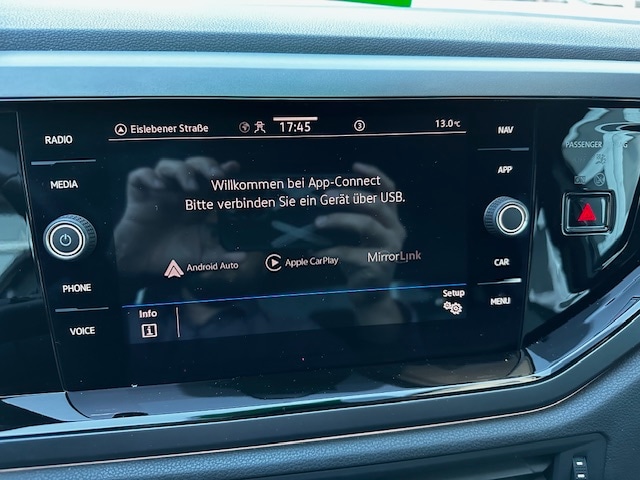 Eislebener Straße 17:45 3 13.0°C
RADIO
MEDIA
PHONE
VOICE
NAV
APP
CAR
MENU
Willkommen bei App-Connect
Bitte verbinden Sie ein Gerät über USB.
Android Auto Apple CarPlay MirrorLink
Info Setup
PASSENGER